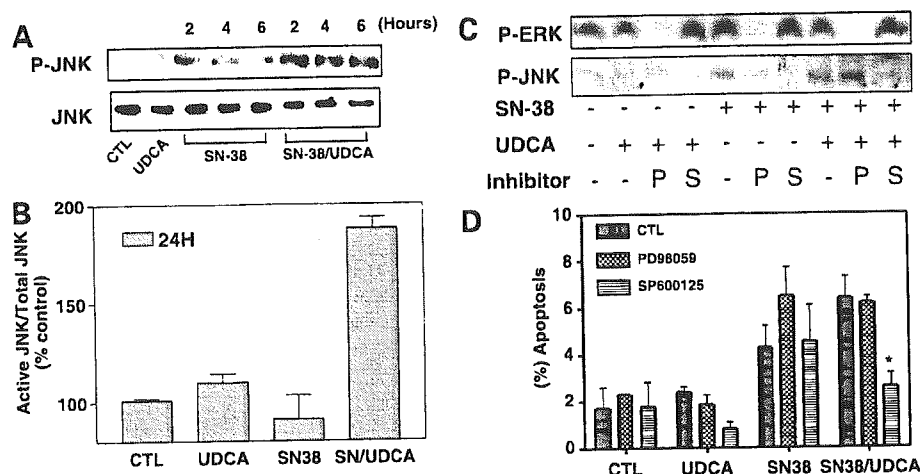 A
2 4 6 2 4 6 (Hours)
P-JNK
JNK
CTL UDCA SN-38 SN-38/UDCA
B
Active JNK/Total JNK
(% control)
200
150
100
24H
CTL UDCA SN38 SN/UDCA
C
P-ERK
P-JNK
SN-38 - - - - + + + + + +
UDCA - + + + - - - + + +
Inhibitor - - P S - P S - P S
D
(%) Apoptosis
10
8
6
4
2
0
CTL
PD98059
SP600125
*
CTL UDCA SN38 SN38/UDCA